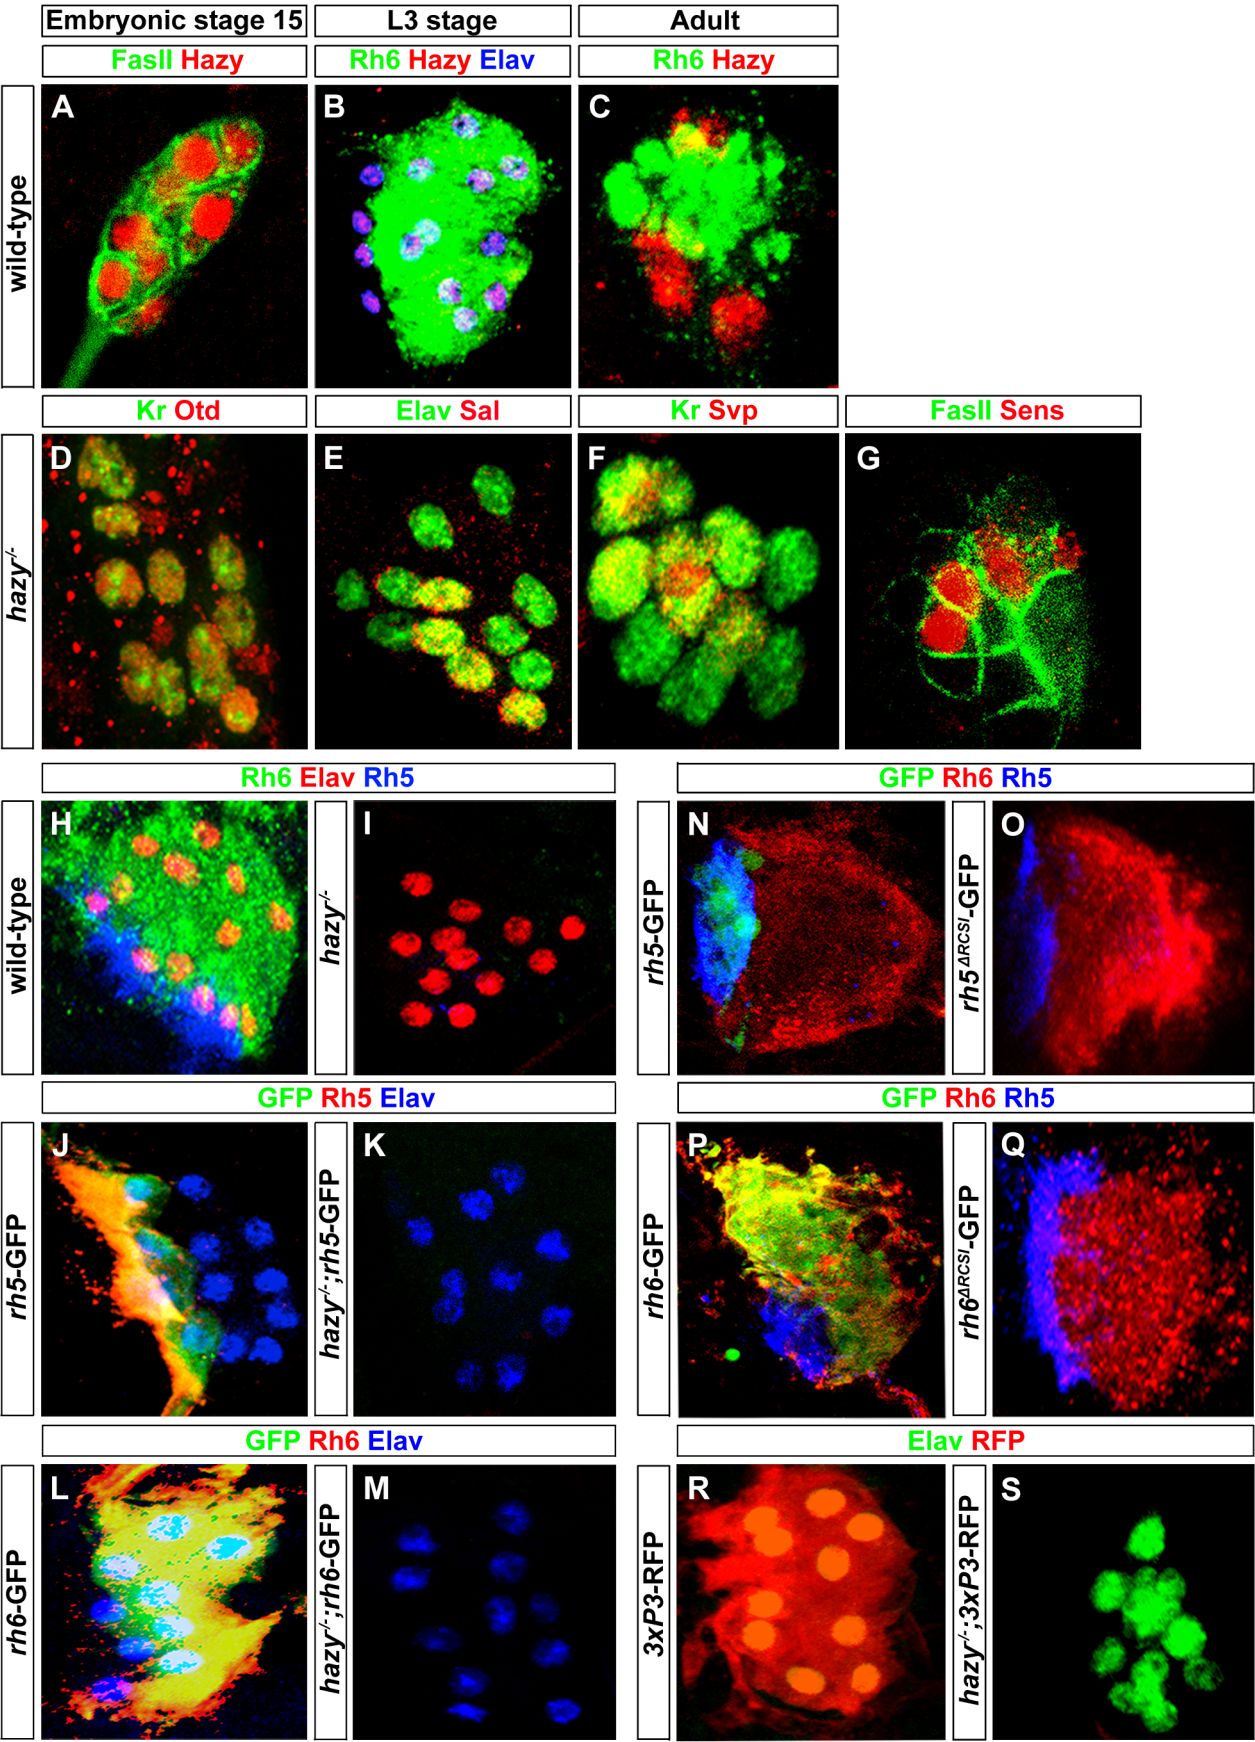 Embryonic stage 15 L3 stage Adult
FasII Hazy Rh6 Hazy Elav Rh6 Hazy
wild-type
A B C
Kr Otd Elav Sal Kr Svp FasII Sens
hazy-/-
D E F G
Rh6 Elav Rh5 GFP Rh6 Rh5
wild-type H hazy-/- I rh5-GFP N rh5ΔRCSI-GFP O
GFP Rh5 Elav GFP Rh6 Rh5
rh5-GFP J hazy-/-;rh5-GFP K rh6-GFP P rh6ΔRCSI-GFP Q
GFP Rh6 Elav Elav RFP
rh6-GFP L hazy-/-;rh6-GFP M 3xP3-RFP R hazy-/-;3xP3-RFP S